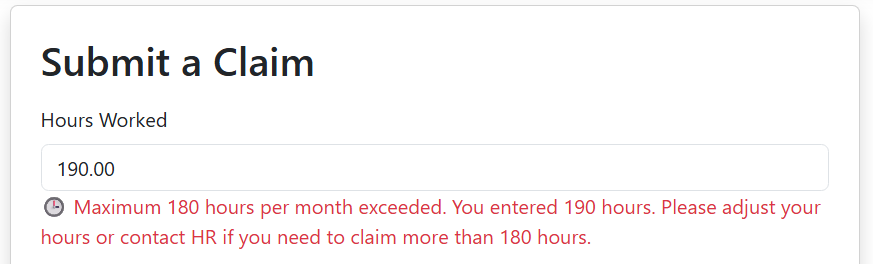 Submit a Claim
Hours Worked
190.00
🕒 Maximum 180 hours per month exceeded. You entered 190 hours. Please adjust your
hours or contact HR if you need to claim more than 180 hours.